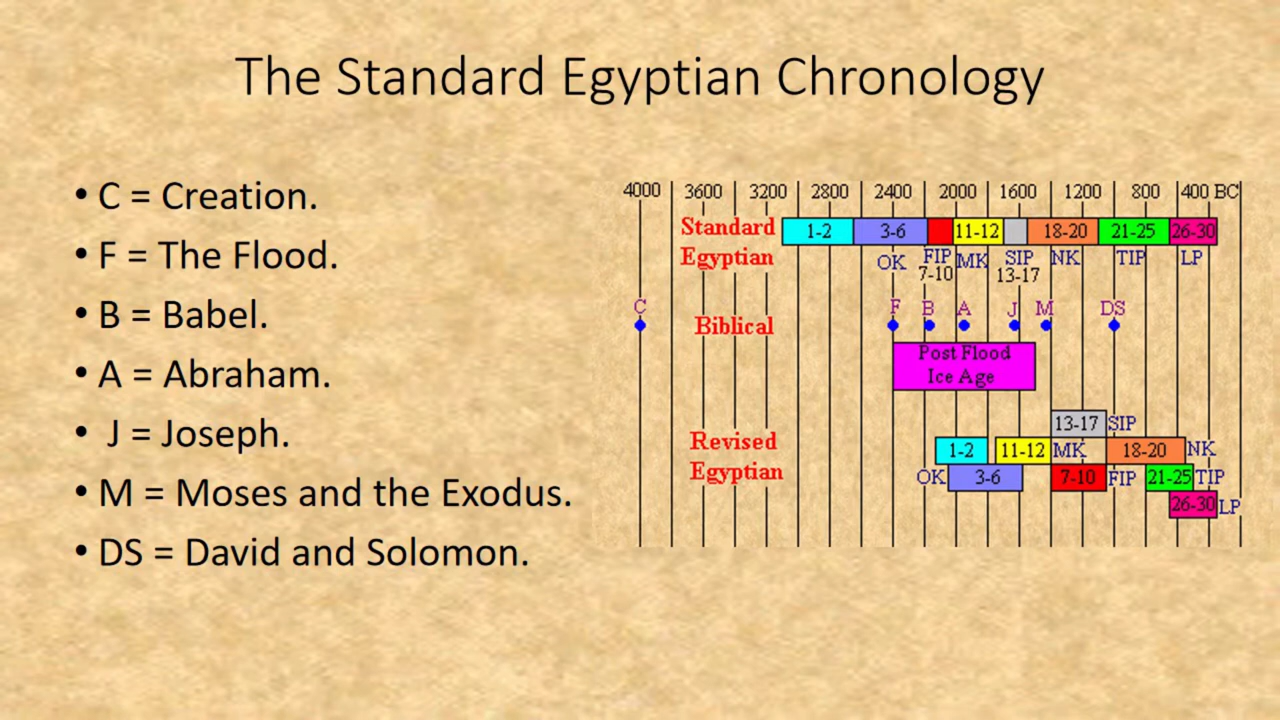 The Standard Egyptian Chronology
• C = Creation.
• F = The Flood.
• B = Babel.
• A = Abraham.
• J = Joseph.
• M = Moses and the Exodus.
• DS = David and Solomon.
4000 3600 3200 2800 2400 2000 1600 1200 800 400 BC
Standard 1-2 3-6 11-12 18-20 21-25 26-30
Egyptian OK FIP MK SIP NK TIP LP
7-10 13-17
C F B A J M DS
Biblical
Post Flood
Ice Age
13-17 SIP
Revised 1-2 11-12 MK 18-20 NK
Egyptian OK 3-6 7-10 FIP 21-25 TIP
26-30 LP